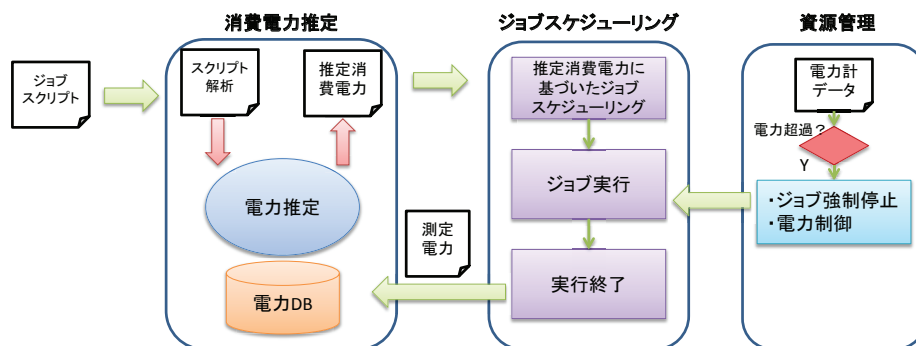 消費電力推定
ジョブスケジューリング
資源管理
ジョブ
スクリプト
スクリプト
解析
推定消
費電力
電力推定
電力DB
測定
電力
推定消費電力に
基づいたジョブ
スケジューリング
ジョブ実行
実行終了
電力計
データ
電力超過?
Y
・ジョブ強制停止
・電力制御